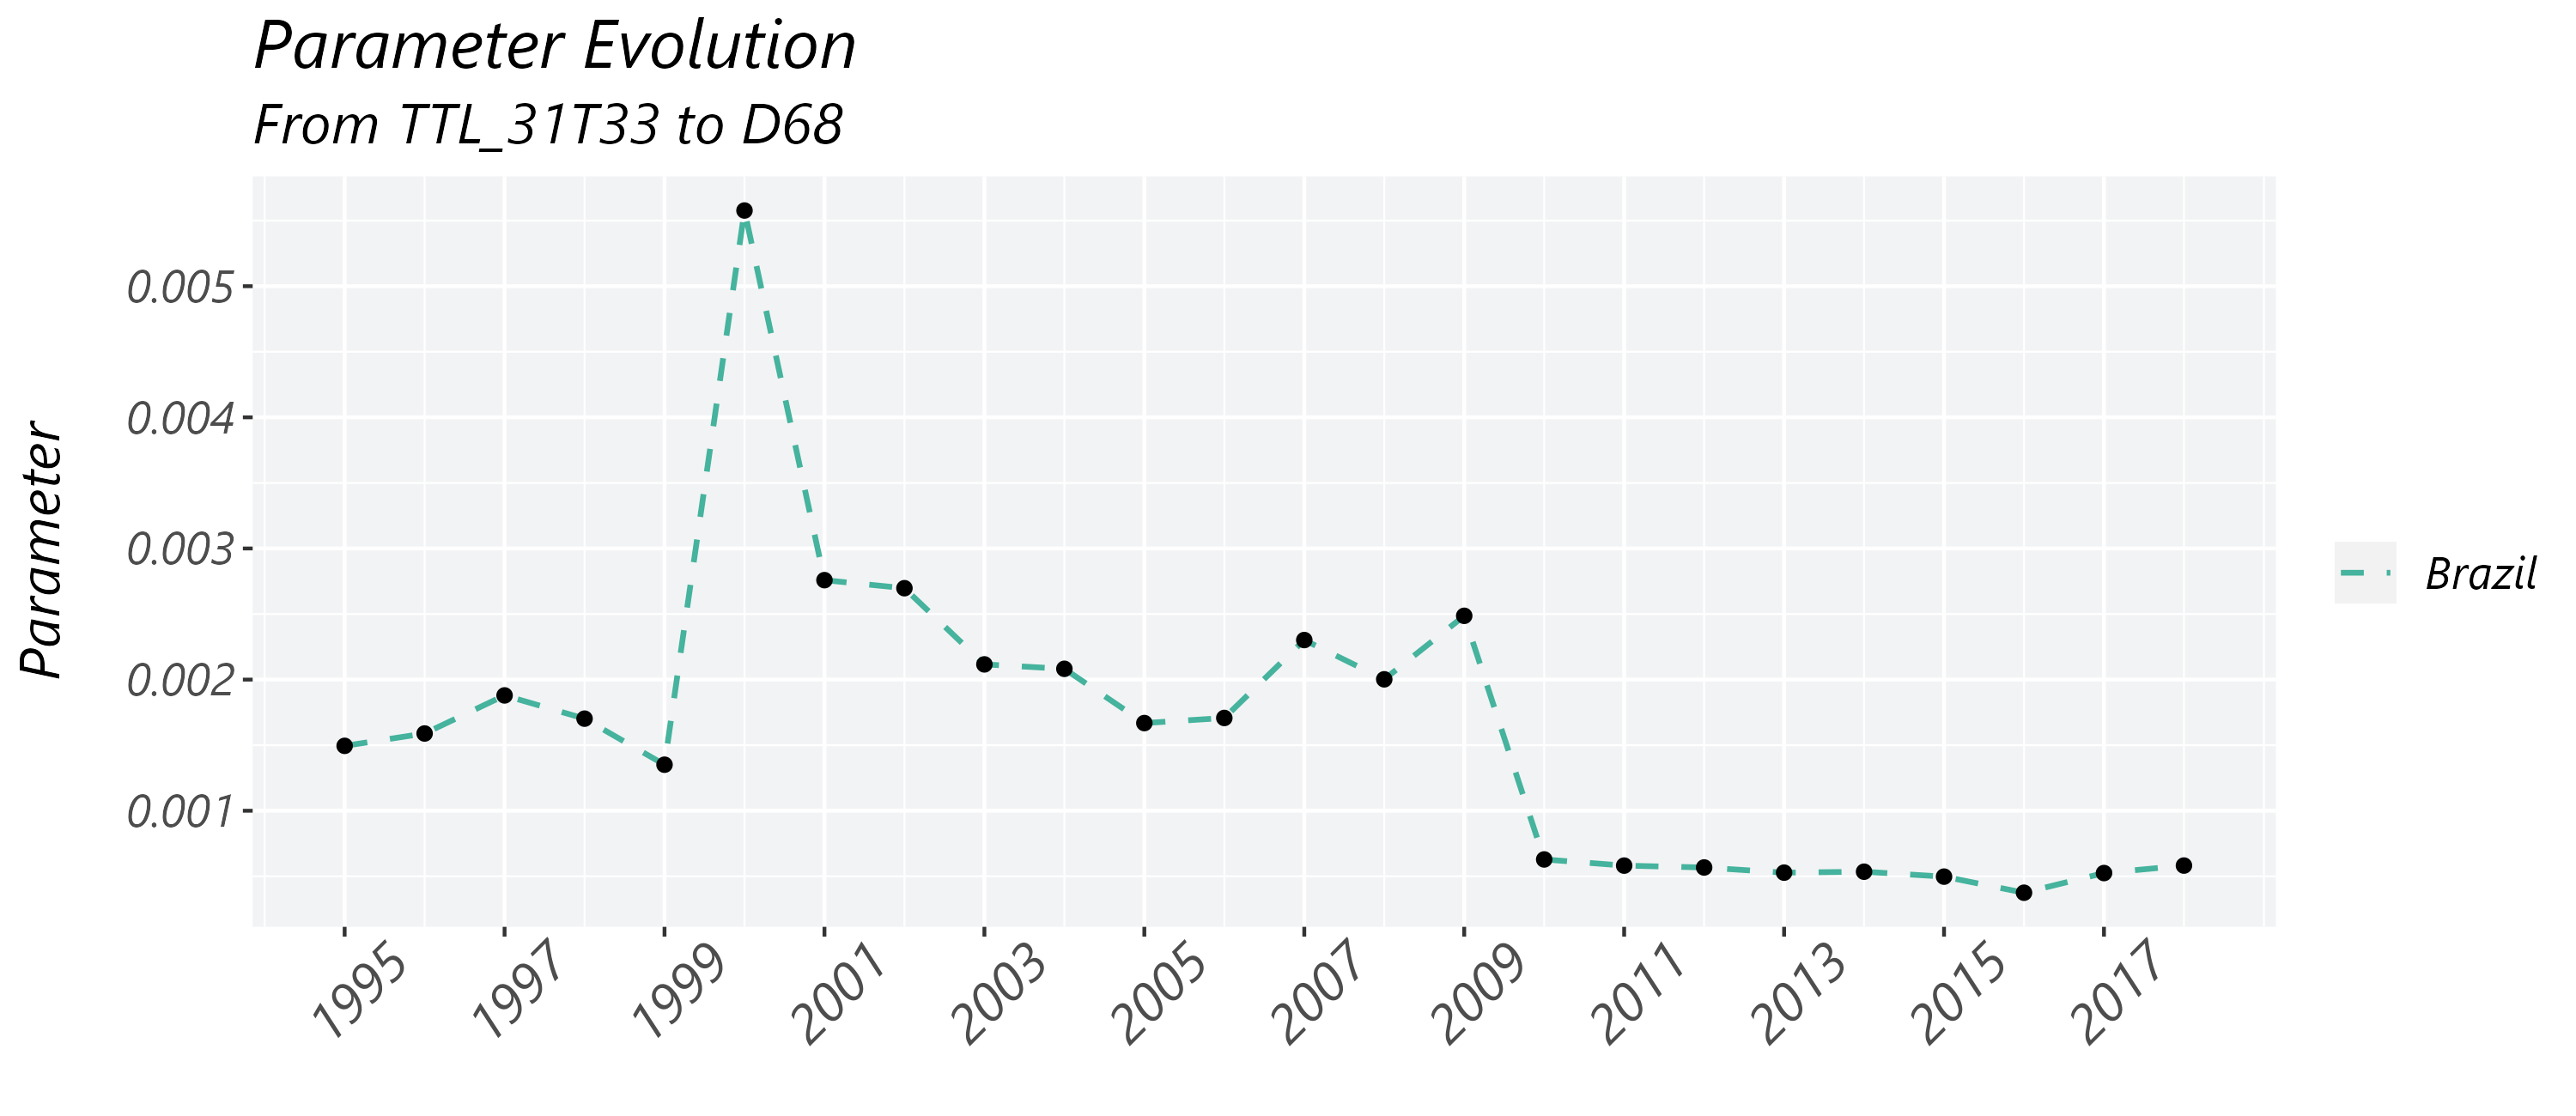 Parameter Evolution
From TTL_31T33 to D68
Parameter
0.005
0.004
0.003
0.002
0.001
1995 1997 1999 2001 2003 2005 2007 2009 2011 2013 2015 2017
Brazil